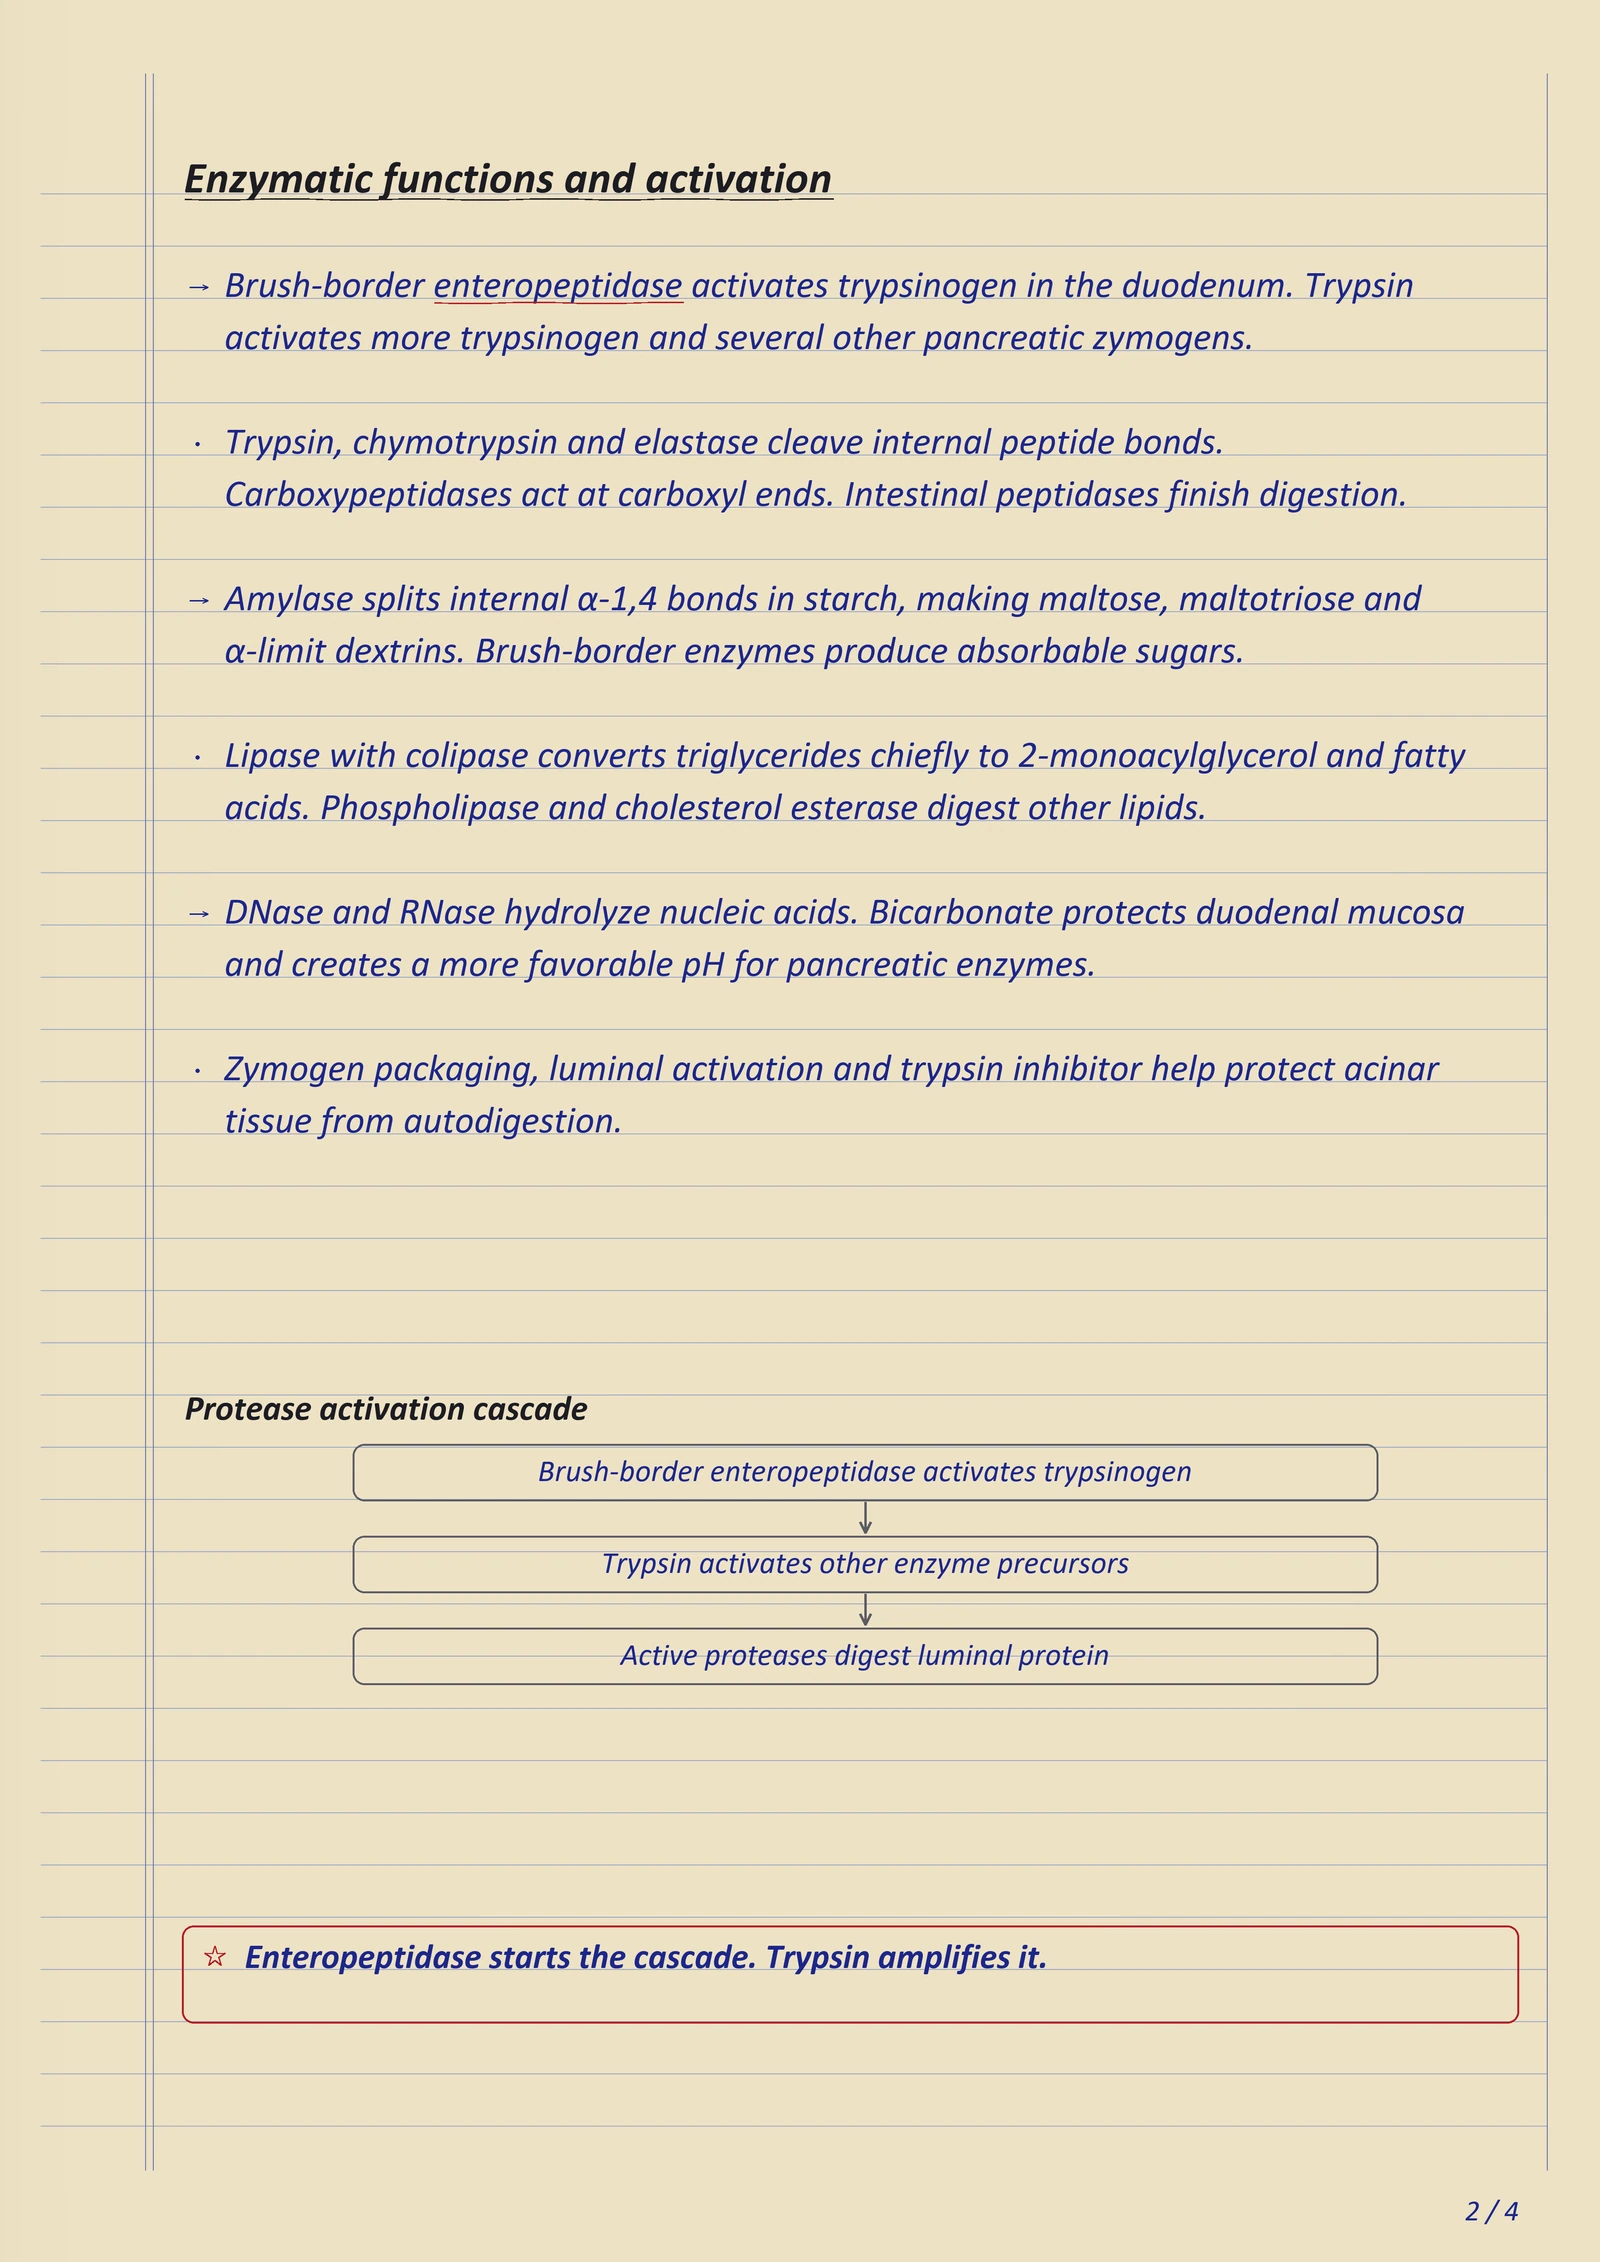 Enzymatic functions and activation
→ Brush-border enteropeptidase activates trypsinogen in the duodenum. Trypsin
activates more trypsinogen and several other pancreatic zymogens.
· Trypsin, chymotrypsin and elastase cleave internal peptide bonds.
Carboxypeptidases act at carboxyl ends. Intestinal peptidases finish digestion.
→ Amylase splits internal α-1,4 bonds in starch, making maltose, maltotriose and
α-limit dextrins. Brush-border enzymes produce absorbable sugars.
· Lipase with colipase converts triglycerides chiefly to 2-monoacylglycerol and fatty
acids. Phospholipase and cholesterol esterase digest other lipids.
→ DNase and RNase hydrolyze nucleic acids. Bicarbonate protects duodenal mucosa
and creates a more favorable pH for pancreatic enzymes.
· Zymogen packaging, luminal activation and trypsin inhibitor help protect acinar
tissue from autodigestion.
Protease activation cascade
Brush-border enteropeptidase activates trypsinogen
Trypsin activates other enzyme precursors
Active proteases digest luminal protein
☆ Enteropeptidase starts the cascade. Trypsin amplifies it.
2 / 4